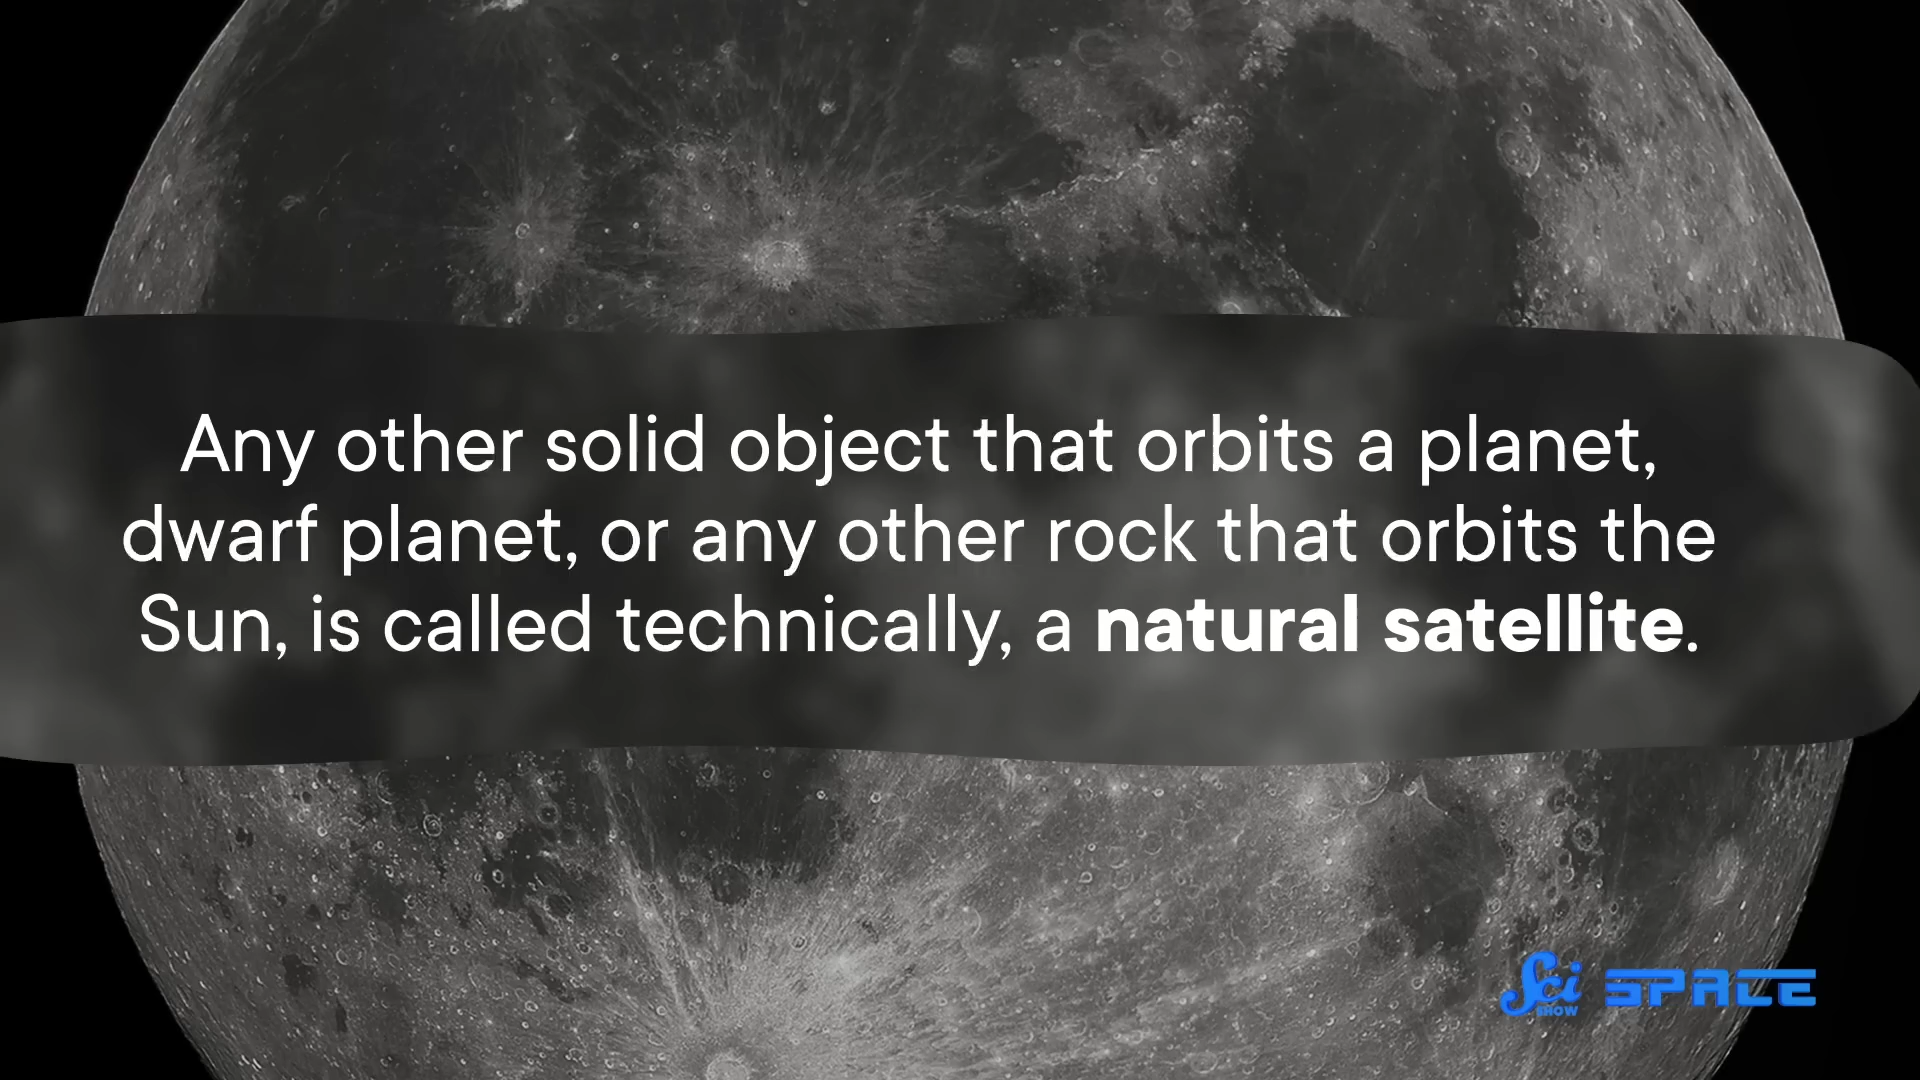 Any other solid object that orbits a planet,
dwarf planet, or any other rock that orbits the
Sun, is called technically, a natural satellite.
Sci SPACE
SHOW